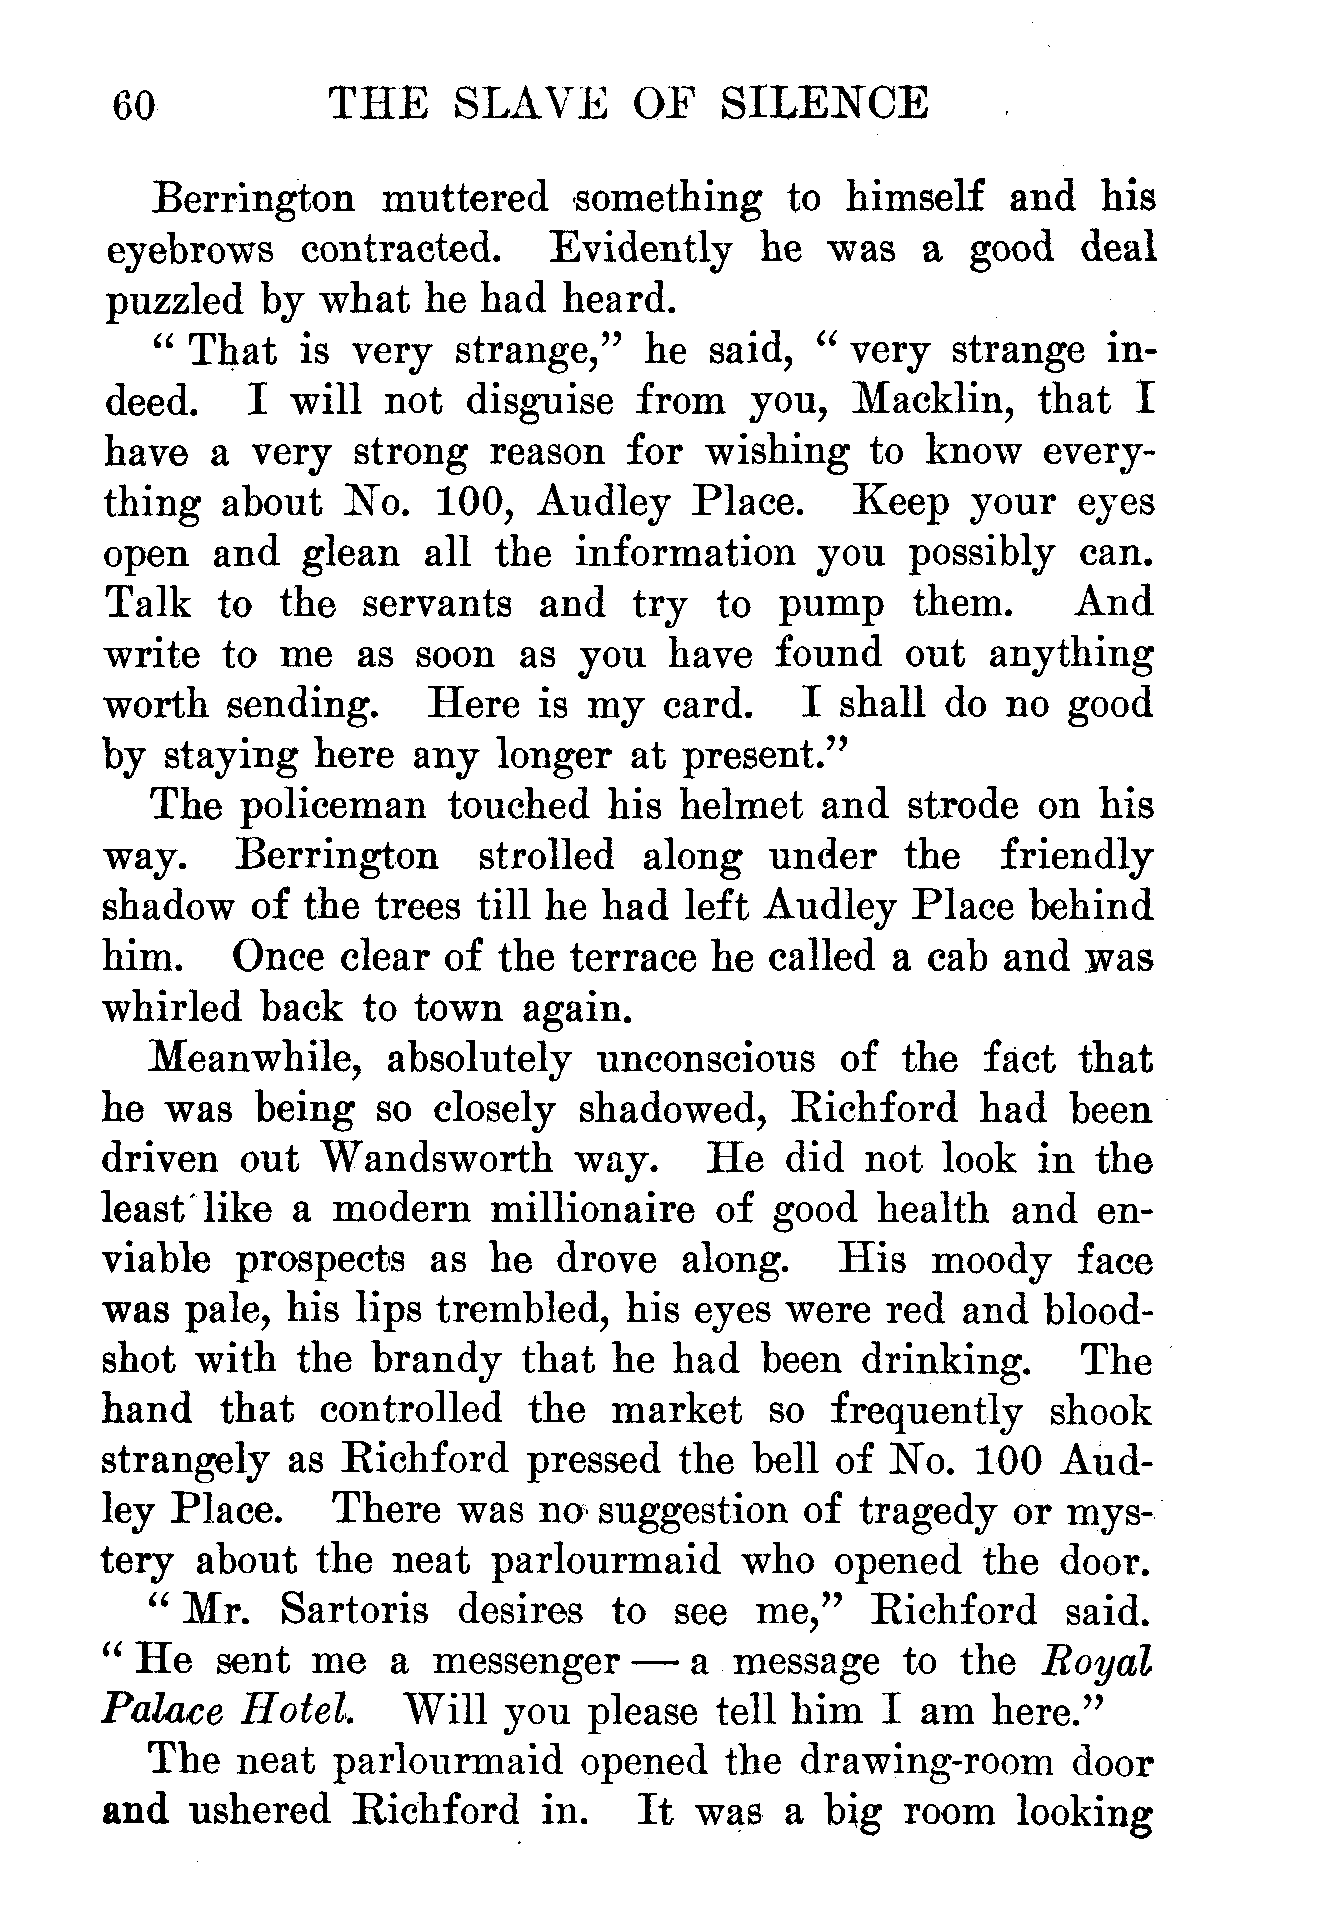 60 THE SLAVE OF SILENCE
Berrington muttered something to himself and his
eyebrows contracted. Evidently he was a good deal
puzzled by what he had heard.
“ That is very strange,” he said, “ very strange in-
deed. I will not disguise from you, Macklin, that I
have a very strong reason for wishing to know every-
thing about No. 100, Audley Place. Keep your eyes
open and glean all the information you possibly can.
Talk to the servants and try to pump them. And
write to me as soon as you have found out anything
worth sending. Here is my card. I shall do no good
by staying here any longer at present.”
The policeman touched his helmet and strode on his
way. Berrington strolled along under the friendly
shadow of the trees till he had left Audley Place behind
him. Once clear of the terrace he called a cab and was
whirled back to town again.
Meanwhile, absolutely unconscious of the fact that
he was being so closely shadowed, Richford had been
driven out Wandsworth way. He did not look in the
least like a modern millionaire of good health and en-
viable prospects as he drove along. His moody face
was pale, his lips trembled, his eyes were red and blood-
shot with the brandy that he had been drinking. The
hand that controlled the market so frequently shook
strangely as Richford pressed the bell of No. 100 Aud-
ley Place. There was no suggestion of tragedy or mys-
tery about the neat parlourmaid who opened the door.
“ Mr. Sartoris desires to see me,” Richford said.
“ He sent me a messenger — a message to the Royal
Palace Hotel. Will you please tell him I am here.”
The neat parlourmaid opened the drawing-room door
and ushered Richford in. It was a big room looking